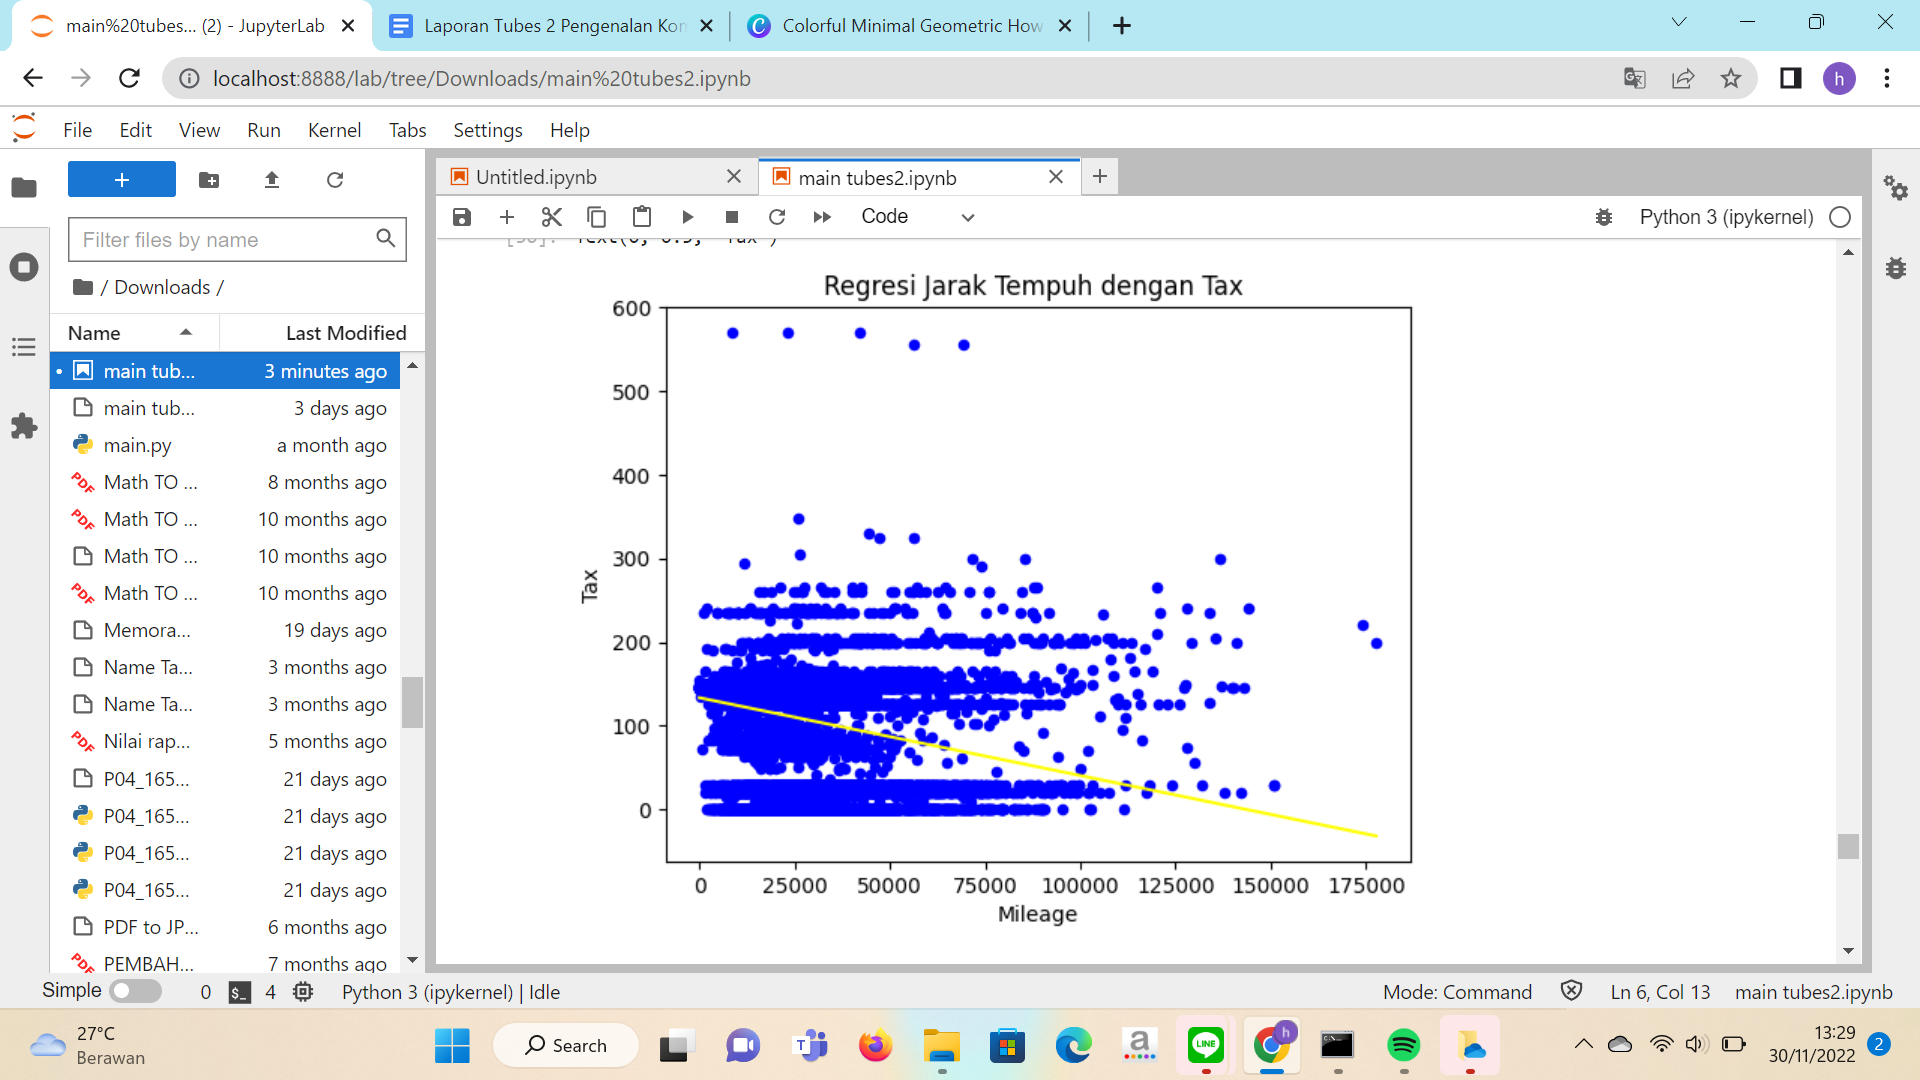 main%20tubes... (2) - JupyterLab
Laporan Tubes 2 Pengenalan Kom
Colorful Minimal Geometric How
localhost:8888/lab/tree/Downloads/main%20tubes2.ipynb
h
File Edit View Run Kernel Tabs Settings Help
Untitled.ipynb
main tubes2.ipynb
Code
Python 3 (ipykernel)
Filter files by name
/ Downloads /
Name Last Modified
main tub... 3 minutes ago
main tub... 3 days ago
main.py a month ago
Math TO ... 8 months ago
Math TO ... 10 months ago
Math TO ... 10 months ago
Math TO ... 10 months ago
Memora... 19 days ago
Name Ta... 3 months ago
Name Ta... 3 months ago
Nilai rap... 5 months ago
P04_165... 21 days ago
P04_165... 21 days ago
P04_165... 21 days ago
P04_165... 21 days ago
PDF to JP... 6 months ago
PEMBAH... 7 months ago
Regresi Jarak Tempuh dengan Tax
600
500
400
300
200
100
0
Tax
0 25000 50000 75000 100000 125000 150000 175000
Mileage
Simple 0 4 Python 3 (ipykernel) | Idle
Mode: Command Ln 6, Col 13 main tubes2.ipynb
27°C
Berawan
Search
LINE
h
13:29
30/11/2022
2